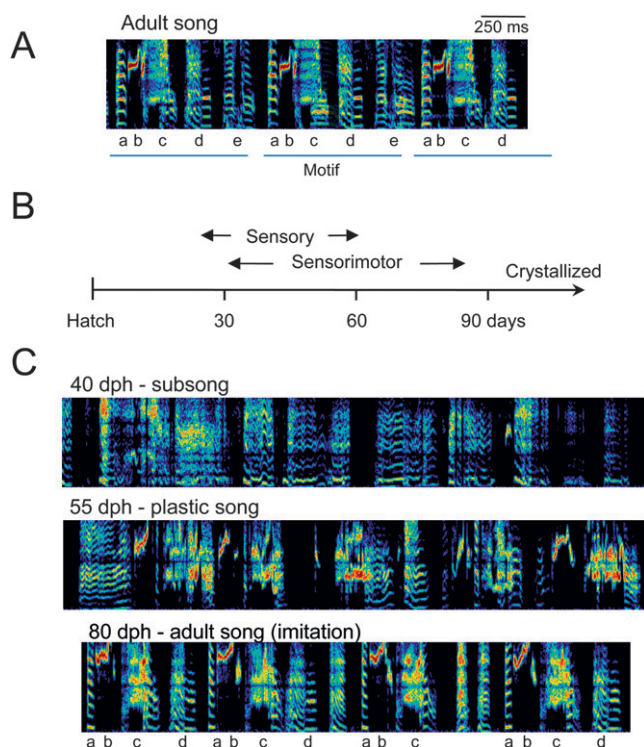 A
Adult song
250 ms
a b c d e a b c d e a b c d
Motif
B
Sensory
Sensorimotor
Crystallized
Hatch 30 60 90 days
C
40 dph - subsong
55 dph - plastic song
80 dph - adult song (imitation)
a b c d a b c d a b c a b c d